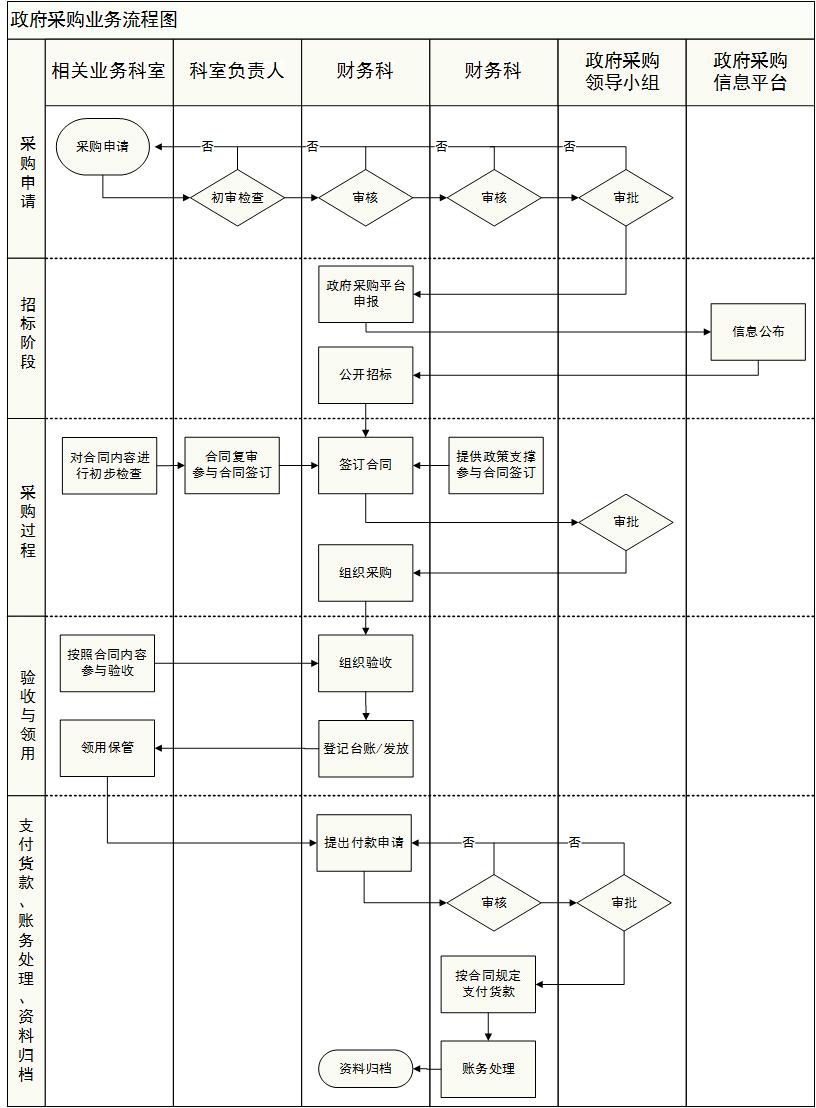 政府采购业务流程图
相关业务科室
科室负责人
财务科
财务科
政府采购
领导小组
政府采购
信息平台
采购申请
采购申请
否
否
否
否
初审检查
审核
审核
审批
招标阶段
政府采购平台
申报
信息公布
公开招标
采购过程
对合同内容进
行初步检查
合同复审
参与合同签订
签订合同
提供政策支撑
参与合同签订
审批
组织采购
验收与领用
按照合同内容
参与验收
组织验收
领用保管
登记台账/发放
支付货款、账务处理、资料归档
提出付款申请
否
否
审核
审批
按合同规定
支付货款
资料归档
账务处理